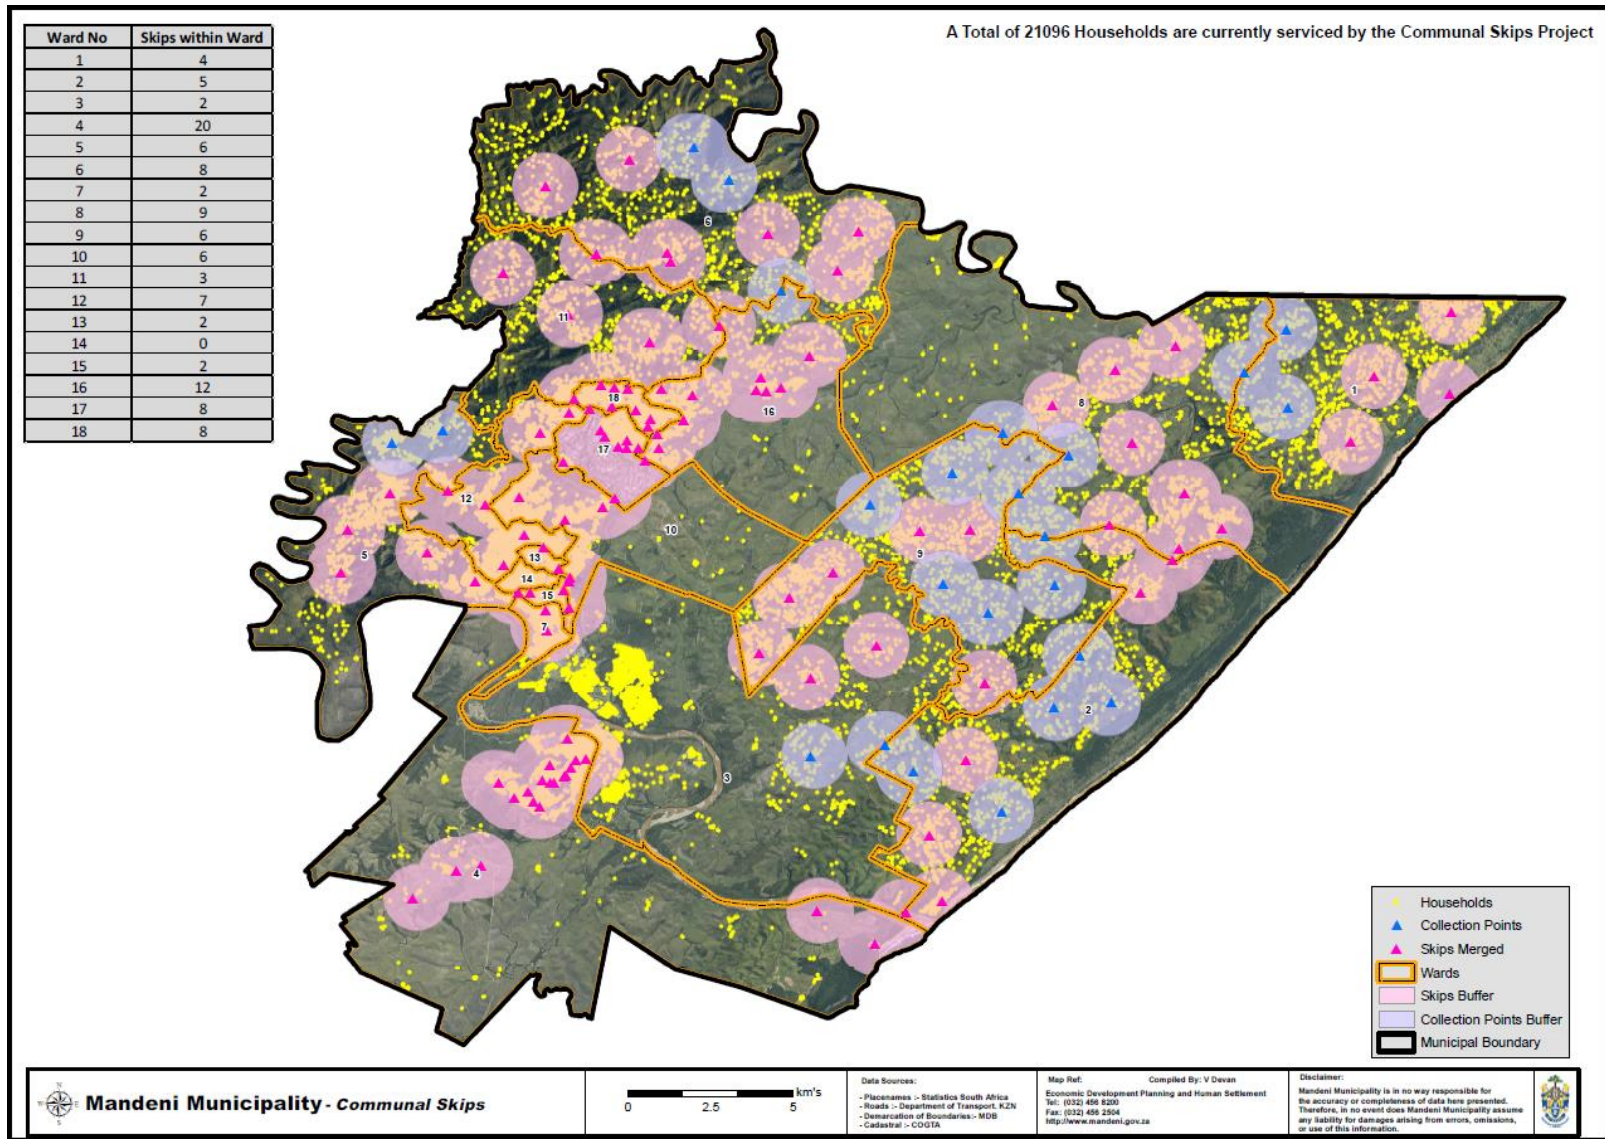 A Total of 21096 Households are currently serviced by the Communal Skips Project
Ward No Skips within Ward
1 4
2 5
3 2
4 20
5 6
6 8
7 2
8 9
9 6
10 6
11 3
12 7
13 2
14 0
15 2
16 12
17 8
18 8
6
11
18
16
17
8
1
12
10
9
5
13
14
15
7
2
3
4
Households
Collection Points
Skips Merged
Wards
Skips Buffer
Collection Points Buffer
Municipal Boundary
N
W E
S
Mandeni Municipality - Communal Skips
km's
0 2.5 5
Data Sources:
- Placenames :- Statistics South Africa
- Roads :- Department of Transport, KZN
- Demarcation of Boundaries:- MDB
- Cadastral :- COGTA
Map Ref: Compiled By: V Devan
Economic Development Planning and Human Settlement
Tel: (032) 456 8200
Fax: (032) 456 2504
http://www.mandeni.gov.za
Disclaimer:
Mandeni Municipality is in no way responsible for
the accuracy or completeness of data here presented.
Therefore, in no event does Mandeni Municipality assume
any liability for damages arising from errors, omissions,
or use of this information.